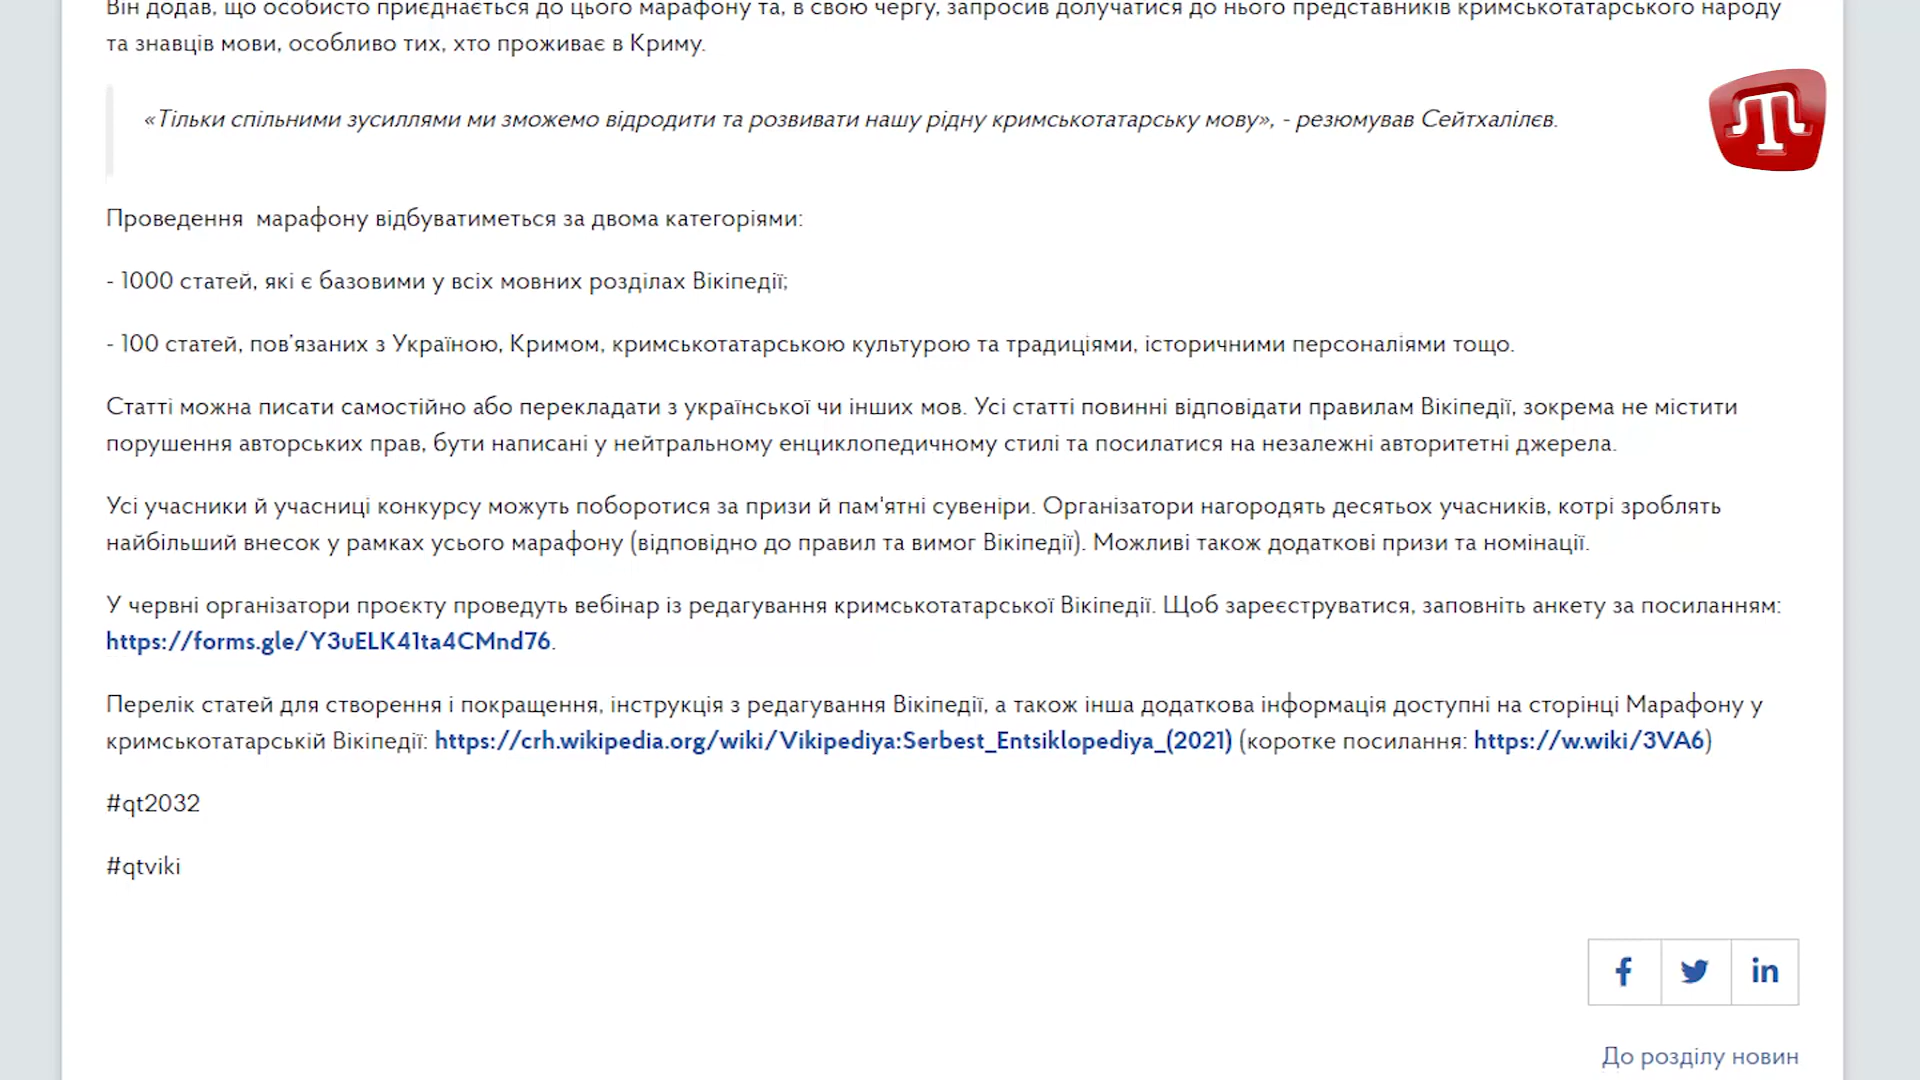 Він додав, що особисто приєднається до цього марафону та, в свою чергу, запросив долучатися до нього представників кримськотатарського народу
та знавців мови, особливо тих, хто проживає в Криму.
«Тільки спільними зусиллями ми зможемо відродити та розвивати нашу рідну кримськотатарську мову», - резюмував Сейтхалілєв.
Проведення  марафону відбуватиметься за двома категоріями:
- 1000 статей, які є базовими у всіх мовних розділах Вікіпедії;
- 100 статей, пов’язаних з Україною, Кримом, кримськотатарською культурою та традиціями, історичними персоналіями тощо.
Статті можна писати самостійно або перекладати з української чи інших мов. Усі статті повинні відповідати правилам Вікіпедії, зокрема не містити
порушення авторських прав, бути написані у нейтральному енциклопедичному стилі та посилатися на незалежні авторитетні джерела.
Усі учасники й учасниці конкурсу можуть поборотися за призи й пам'ятні сувеніри. Організатори нагородять десятьох учасників, котрі зроблять
найбільший внесок у рамках усього марафону (відповідно до правил та вимог Вікіпедії). Можливі також додаткові призи та номінації.
У червні організатори проєкту проведуть вебінар із редагування кримськотатарської Вікіпедії. Щоб зареєструватися, заповніть анкету за посиланням:
https://forms.gle/Y3uELK41ta4CMnd76.
Перелік статей для створення і покращення, інструкція з редагування Вікіпедії, а також інша додаткова інформація доступні на сторінці Марафону у
кримськотатарській Вікіпедії: https://crh.wikipedia.org/wiki/Vikipediya:Serbest_Entsiklopediya_(2021) (коротке посилання: https://w.wiki/3VA6)
#qt2032
#qtviki
До розділу новин